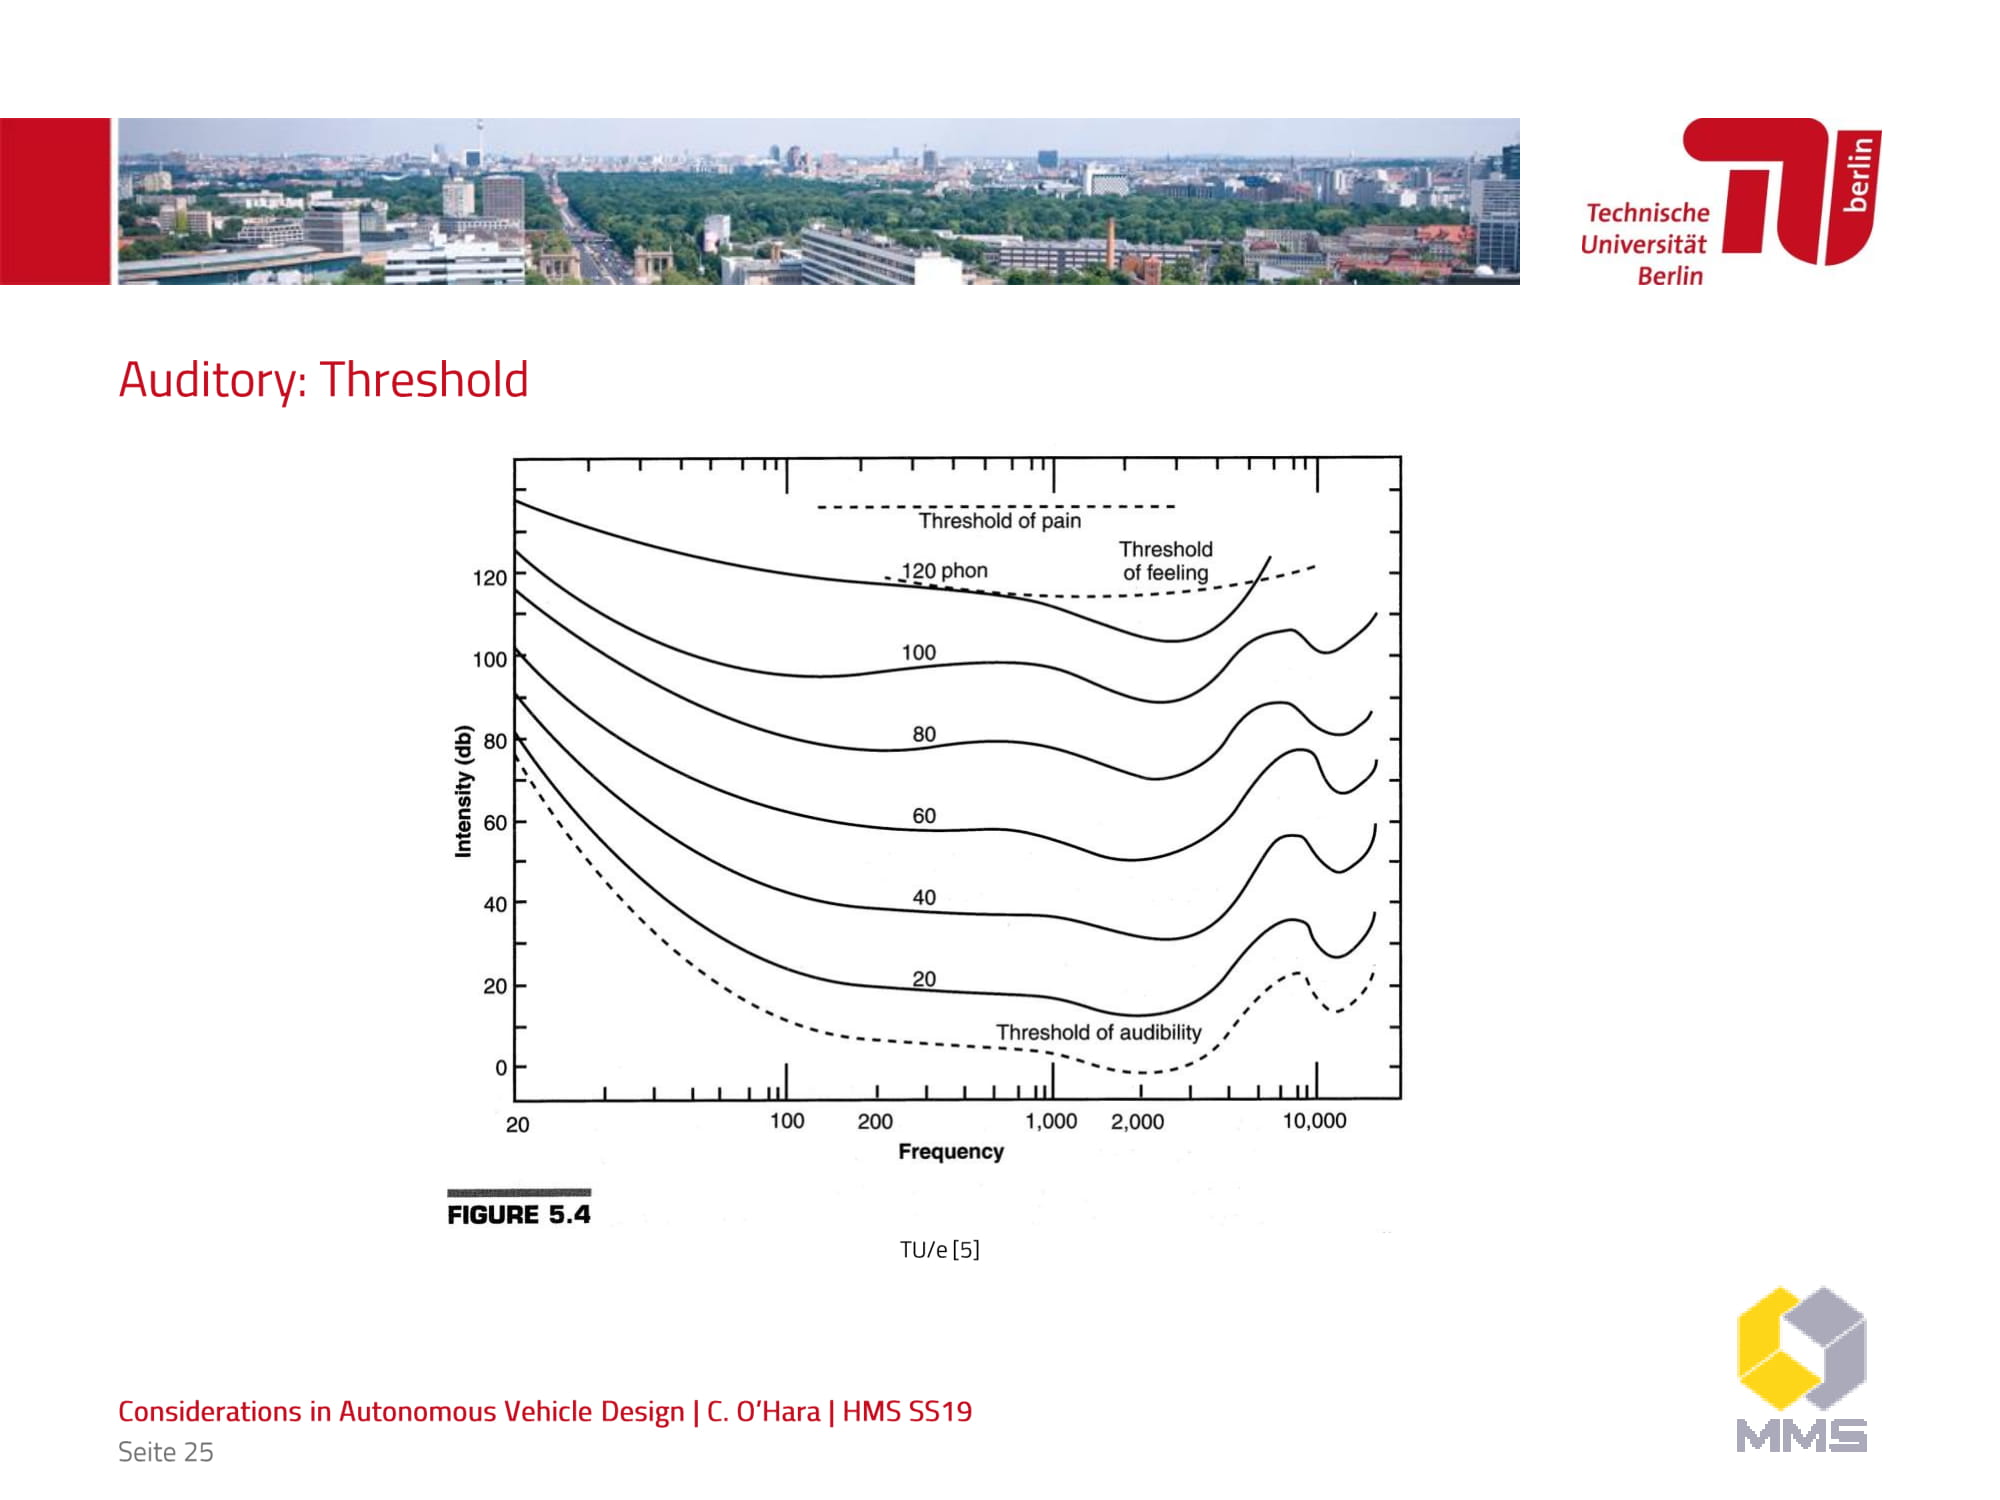 Technische
Universität
Berlin
berlin
Auditory: Threshold
Threshold of pain
Threshold
of feeling
120 phon
100
80
60
40
20
Threshold of audibility
Intensity (db)
120
100
80
60
40
20
0
20
100
200
1,000
2,000
10,000
Frequency
FIGURE 5.4
TU/e [5]
Considerations in Autonomous Vehicle Design | C. O’Hara | HMS SS19
Seite 25
MMS